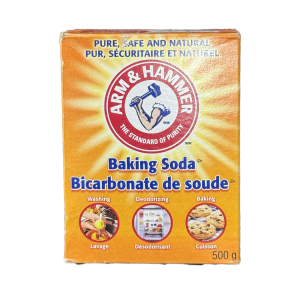 PURE, SAFE AND NATURAL
PUR, SÉCURITAIRE ET NATUREL
ARM & HAMMER
THE STANDARD OF PURITY
Baking Soda
Bicarbonate de soude
Washing Deodorizing Baking
Lavage Désodorisant Cuisson
500 g